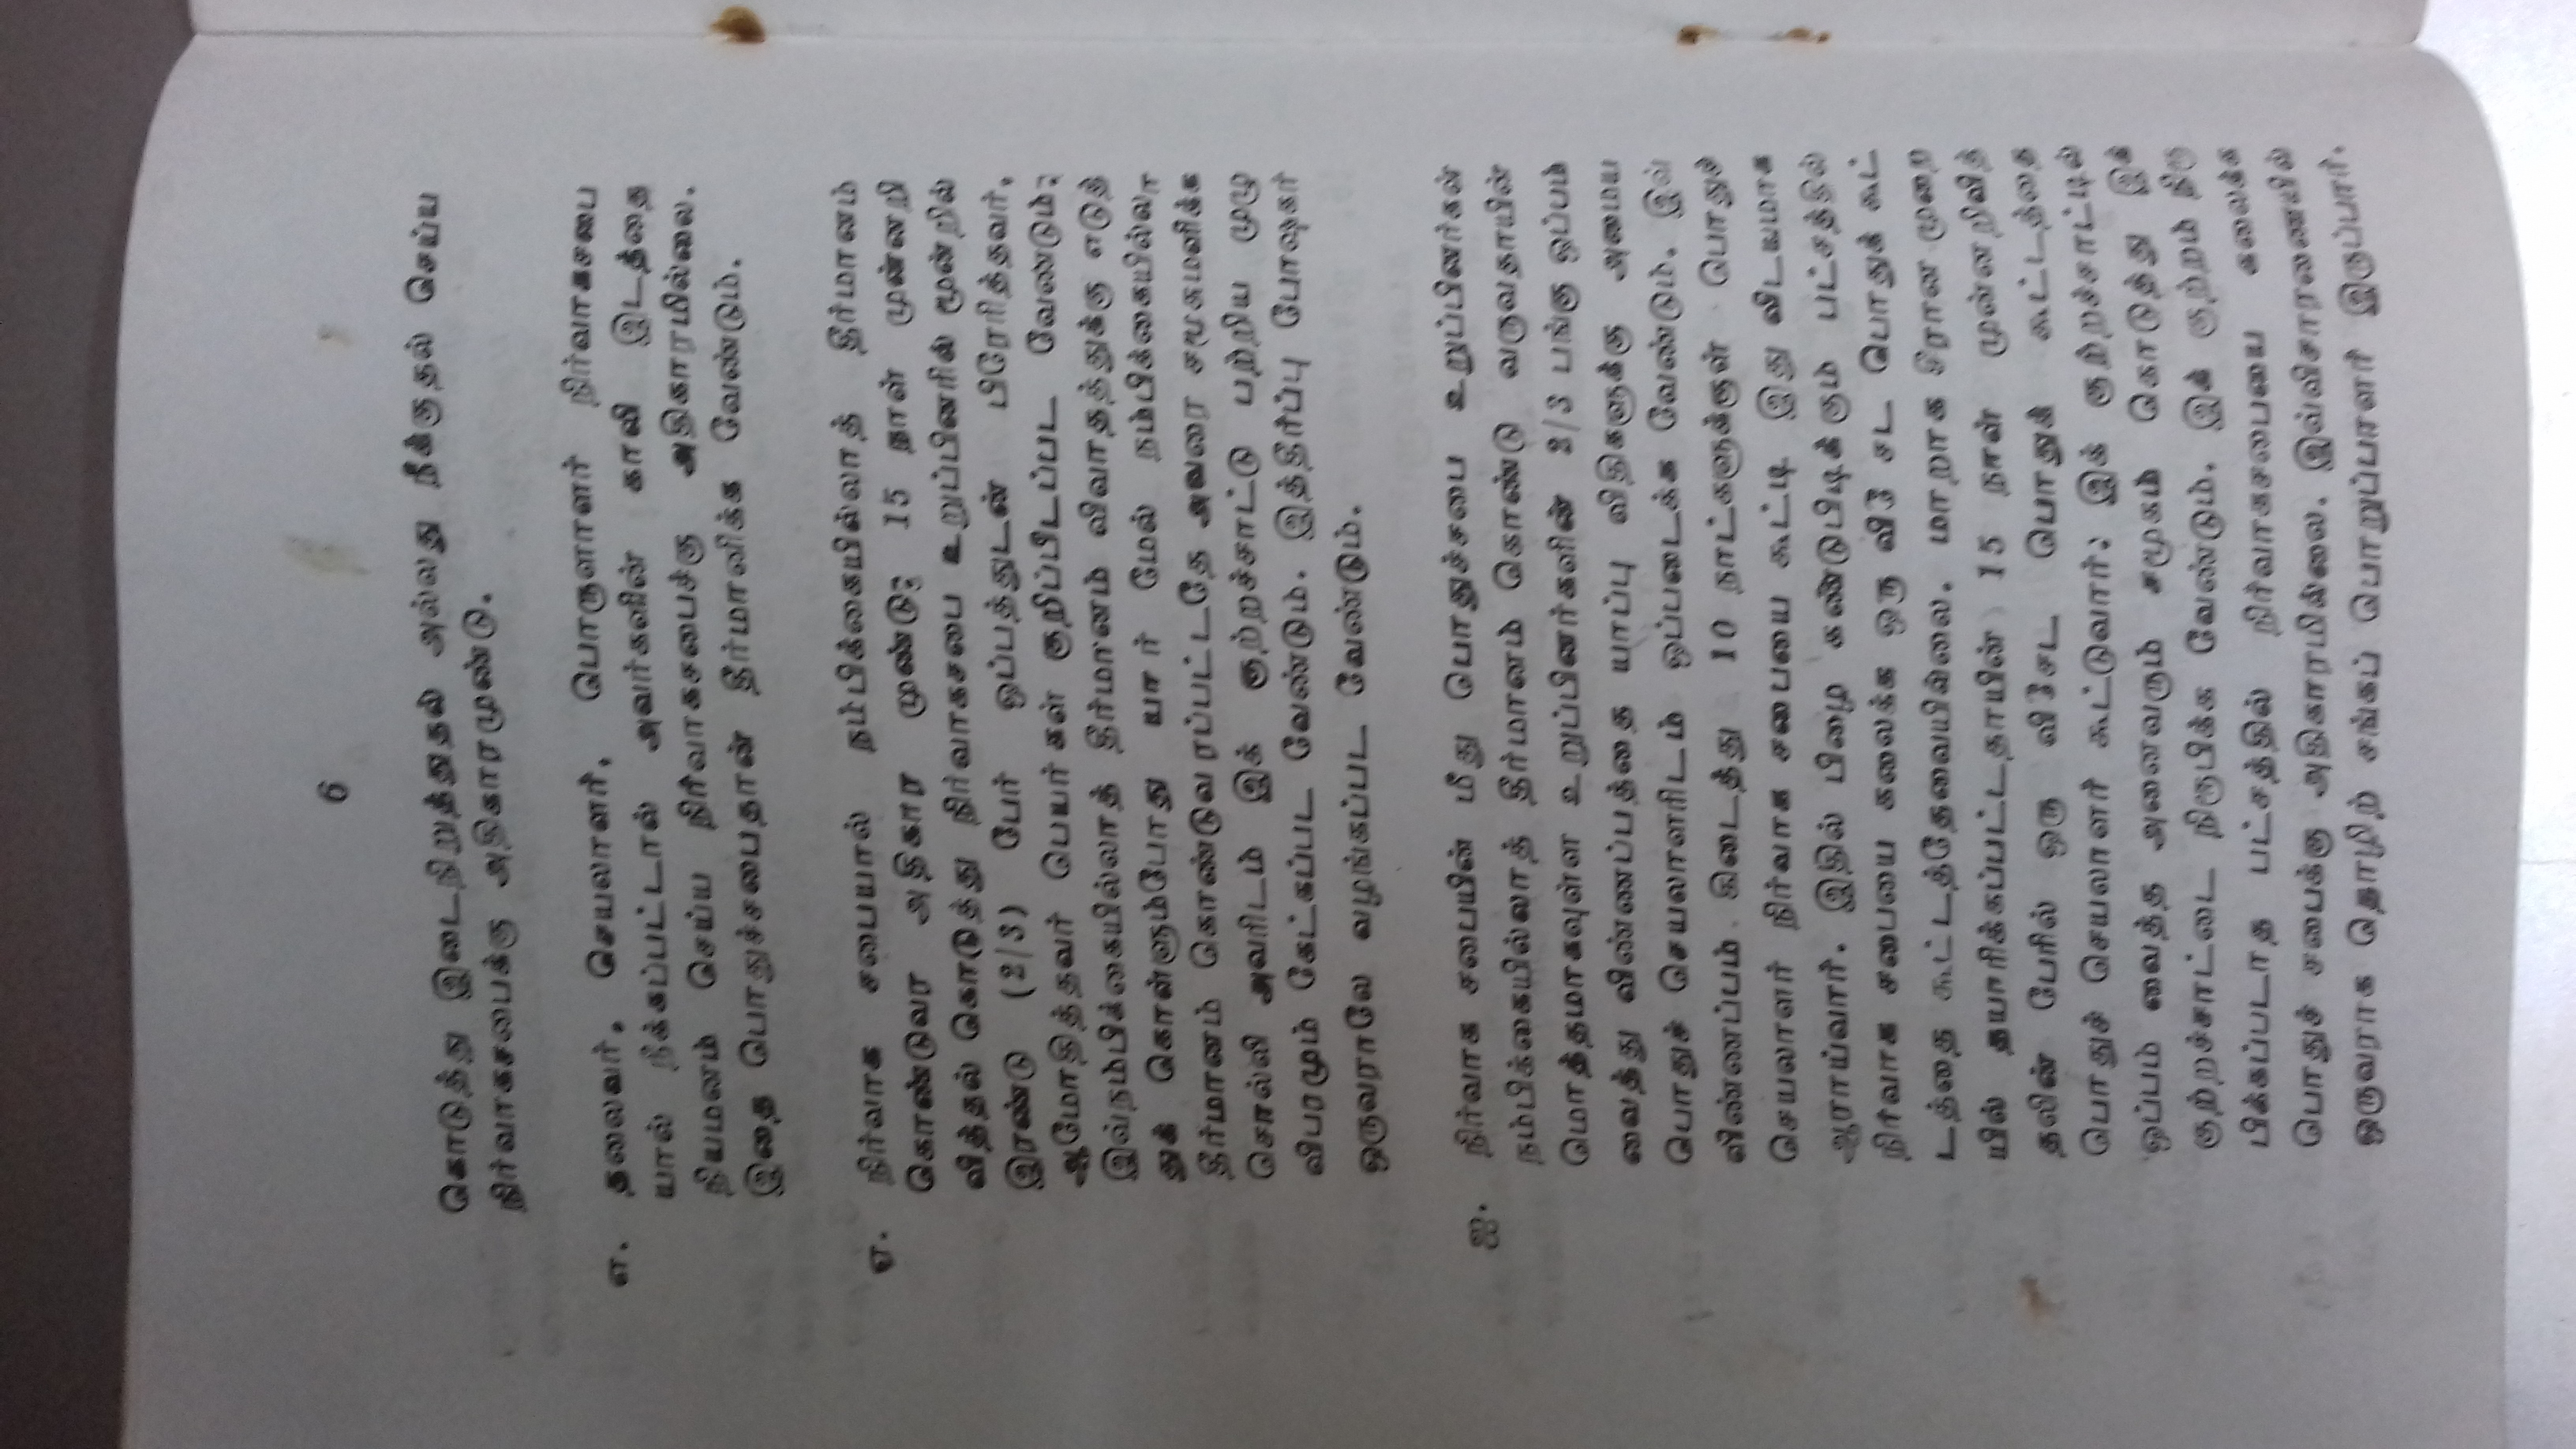 6
கொடுத்து இடைநிறுத்துதல் அல்லது நீக்குதல் செய்ய
நிர்வாகசபைக்கு அதிகாரமுண்டு.
எ. தலைவர், செயலாளர், பொருளாளர் நிர்வாகசபை
யால் நீக்கப்பட்டால் அவர்களின் காலி இடத்தை
நியமனம் செய்ய நிர்வாகசபைச்கு அதிகாரமில்லை.
இதை பொதுச்சபைதான் தீர்மானிக்க வேண்டும்.
ஏ. நிர்வாக சபையால் நம்பிக்கையில்லாத் தீர்மானம்
கொண்டுவர அதிகார முண்டு; 15 நாள் முன்னறி
வித்தல் கொடுத்து நிர்வாகசபை உறுப்பினரில் மூன்றில்
இரண்டு (2/3) பேர் ஒப்பத்துடன் பிரேரித்தவர்,
ஆமோதித்தவர் பெயர்கள் குறிப்பீடப்பட வேண்டும்;
இவ்நம்பிக்கையில்லாத் தீர்மானம் விவாதத்துக்கு எடுத்
துக் கொள்ளும்போது யார் மேல் நம்பிக்கையில்லா
தீர்மானம் கொண்டுவரப்பட்டதே அவரை சமூகமளிக்க
சொல்லி அவரிடம் இக் குற்றச்சாட்டு பற்றிய முழு
விபரமும் கேட்கப்பட வேண்டும். இத்தீர்ப்பு போஷகர்
ஒருவராலே வழங்கப்பட வேண்டும்.
ஐ. நிர்வாக சபையின் மீது பொதுச்சபை உறுப்பினர்கள்
நம்பிக்கையில்லாத் தீர்மானம் கொண்டு வருவதாயின்
மொத்தமாகவுள்ள உறுப்பினர்களின் 2/3 பங்கு ஒப்பம்
வைத்து விண்ணப்பத்தை யாப்பு விதிகளுக்கு அமைய
பொதுச் செயலாளரிடம் ஒப்படைக்க வேண்டும். இவ்
விண்ணப்பம் கிடைத்து 10 நாட்களுக்குள் பொதுச்
செயலாளர் நிர்வாக சபையை கூட்டி இது விடயமாக
ஆராய்வார். இதில் பிழை கண்டுபிடிக்கும் பட்சத்தில்
நிர்வாக சபையை கலைக்க ஒரு விசேட பொதுக் கூட்
டத்தை கூட்டத்தேவையில்லை. மாறாக சீரான முறை
யில் தயாரிக்கப்பட்டதாயின் 15 நாள் முன்னறிவித்
தலின் பேரில் ஒரு விசேட பொதுக் கூட்டத்தை
பொதுச் செயலாளர் கூட்டுவார்; இக் குற்றச்சாட்டில்
ஒப்பம் வைத்த அனைவரும் சமூகம் கொடுத்து இக்
குற்றச்சாட்டை நிரூபிக்க வேண்டும். இக் குற்றம் நிரூ
பிக்கப்படாத பட்சத்தில் நிர்வாகசபையை கலைக்க
பொதுச் சபைக்கு அதிகாரமில்லை. இவ்விசாரணையில்
ஒருவராக தொழிற் சங்கப் பொறுப்பாளர் இருப்பார்.